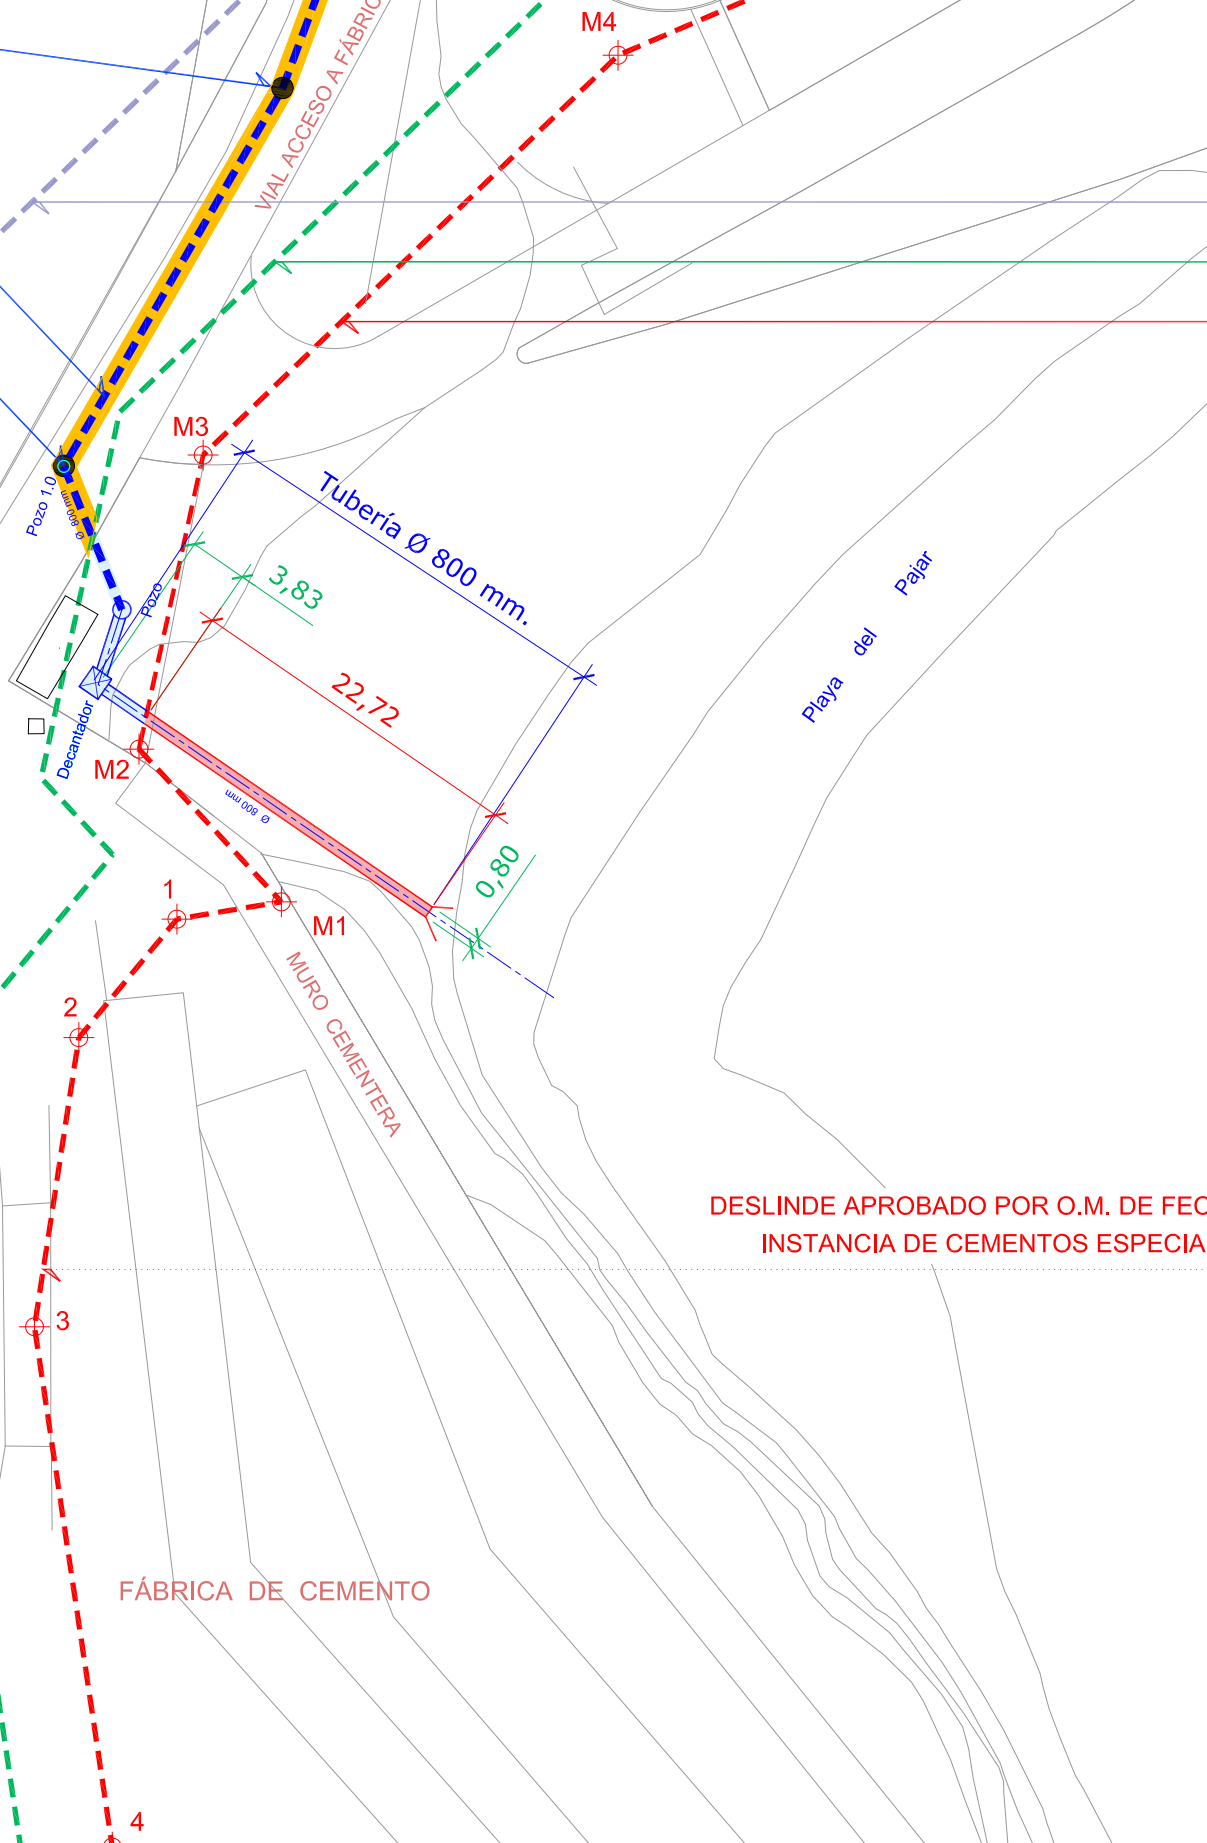 M4
VIAL ACCESO A FÁBRIC
M3
Tubería Ø 800 mm.
Pozo 1.0
Ø 800 mm
Pozo
3,83
Playa del Pajar
22,72
Decantador
M2
Ø 800 mm
0,80
1
M1
MURO CEMENTERA
2
DESLINDE APROBADO POR O.M. DE FEC
INSTANCIA DE CEMENTOS ESPECIA
3
FÁBRICA DE CEMENTO
4